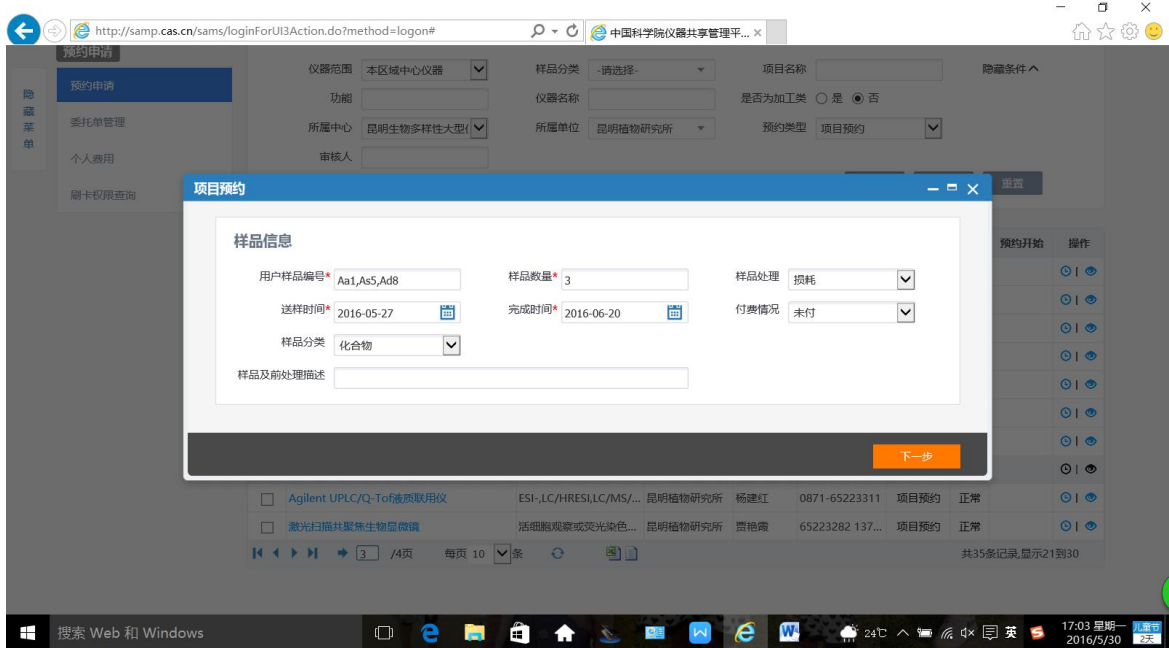 http://samp.cas.cn/sams/loginForUI3Action.do?method=logon#
中国科学院仪器共享管理平... ×
预约申请
隐藏菜单
预约申请
委托单管理
个人费用
刷卡权限查询
仪器范围 本区域中心仪器 样品分类 -请选择- 项目名称 隐藏条件
功能 仪器名称 是否为加工类 是 否
所属中心 昆明生物多样性大型 所属单位 昆明植物研究所 预约类型 项目预约
审核人
重置
项目预约
样品信息
用户样品编号* Aa1,As5,Ad8 样品数量* 3 样品处理 损耗
送样时间* 2016-05-27 完成时间* 2016-06-20 付费情况 未付
样品分类 化合物
样品及前处理描述
下一步
预约开始 操作
Agilent UPLC/Q-Tof液质联用仪 ESI-,LC/HRESI,LC/MS/... 昆明植物研究所 杨建红 0871-65223311 项目预约 正常
激光扫描共聚焦生物显微镜 活细胞观察或荧光染色... 昆明植物研究所 贾艳霞 65223282 137... 项目预约 正常
3 /4页 每页 10 条 共35条记录,显示21到30
搜索 Web 和 Windows
24℃ 英 17:03 星期一
2016/5/30
儿童节
2天